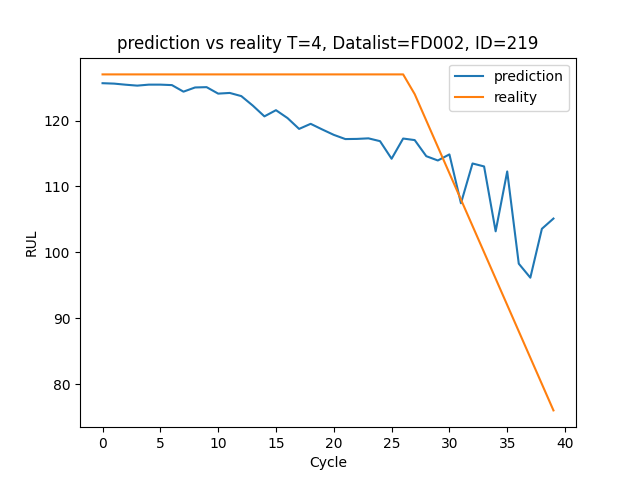 prediction vs reality T=4, Datalist=FD002, ID=219
prediction
reality
RUL
120
110
100
90
80
0 5 10 15 20 25 30 35 40
Cycle